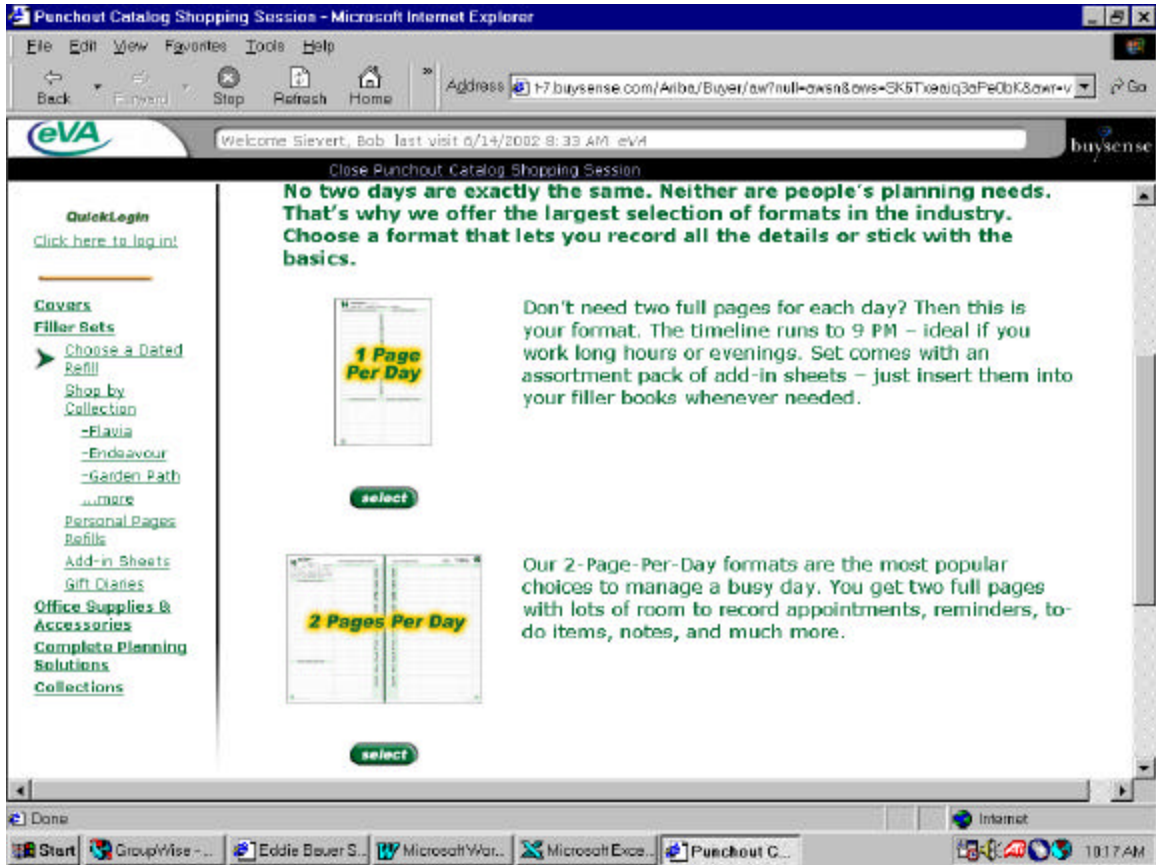 Punchout Catalog Shopping Session - Microsoft Internet Explorer
File Edit View Favorites Tools Help
Back Forward Stop Refresh Home » Address Go
eVA
Welcome Sievert, Bob last visit 6/14/2002 8:33 AM eVA
buysense
Close Punchout Catalog Shopping Session
QuickLogin
Click here to log in!
Covers
Filler Sets
Choose a Dated
Refill
Shop by
Collection
-Flavia
-Endeavour
-Garden Path
...more
Personal Pages
Refills
Add-in Sheets
Gift Diaries
Office Supplies &
Accessories
Complete Planning
Solutions
Collections
No two days are exactly the same. Neither are people's planning needs.
That's why we offer the largest selection of formats in the industry.
Choose a format that lets you record all the details or stick with the
basics.
1 Page
Per Day
Don't need two full pages for each day? Then this is
your format. The timeline runs to 9 PM – ideal if you
work long hours or evenings. Set comes with an
assortment pack of add-in sheets – just insert them into
your filler books whenever needed.
select
2 Pages Per Day
Our 2-Page-Per-Day formats are the most popular
choices to manage a busy day. You get two full pages
with lots of room to record appointments, reminders, to-
do items, notes, and much more.
select
Done
Internet
Start GroupWise - ... Eddie Bauer S... Microsoft Wor... Microsoft Exce... Punchout C... 10:17 AM